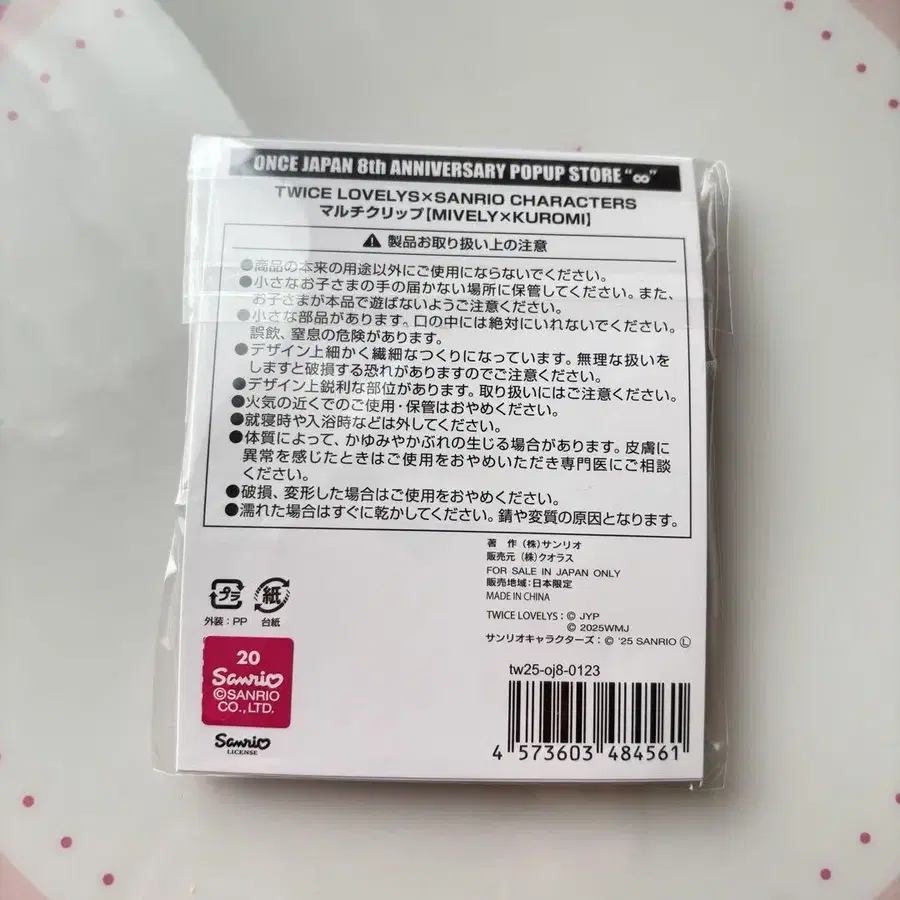 ONCE JAPAN 8th ANNIVERSARY POPUP STORE "∞"
TWICE LOVELYS×SANRIO CHARACTERS
マルチクリップ【MIVELY×KUROMI】
⚠ 製品お取り扱い上の注意
●商品の本来の用途以外にご使用にならないでください。
●小さなお子さまの手の届かない場所に保管してください。また、
お子さまが本品で遊ばないようご注意ください。
●小さな部品があります。口の中には絶対にいれないでください。
誤飲、窒息の危険があります。
●デザイン上細かく繊細なつくりになっています。無理な扱いを
しますと破損する恐れがありますのでご注意ください。
●デザイン上鋭利な部位があります。取り扱いにはご注意ください。
●火気の近くでのご使用・保管はおやめください。
●就寝時や入浴時などは外してください。
●体質によって、かゆみやかぶれの生じる場合があります。皮膚に
異常を感じたときはご使用をおやめいただき専門医にご相談
ください。
●破損、変形した場合はご使用をおやめください。
●濡れた場合はすぐに乾かしてください。錆や変質の原因となります。
著 作 (株)サンリオ
販売元 (株)クオラス
FOR SALE IN JAPAN ONLY
販売地域:日本限定
MADE IN CHINA
TWICE LOVELYS:© JYP
© 2025WMJ
サンリオキャラクターズ:© '25 SANRIO Ⓛ
プラ 紙
外装:PP 台紙
20
Sanrio
©SANRIO
CO.,LTD.
Sanrio
LICENSE
tw25-oj8-0123
4 573603 484561